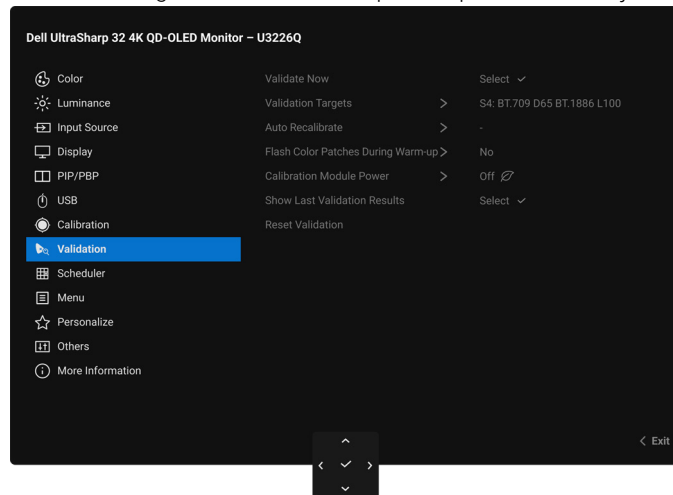 Dell UltraSharp 32 4K QD-OLED Monitor – U3226Q
Color
Luminance
Input Source
Display
PIP/PBP
USB
Calibration
Validation
Scheduler
Menu
Personalize
Others
More Information
Validate Now Select
Validation Targets > S4: BT.709 D65 BT.1886 L100
Auto Recalibrate > -
Flash Color Patches During Warm-up > No
Calibration Module Power > Off
Show Last Validation Results Select
Reset Validation
Exit